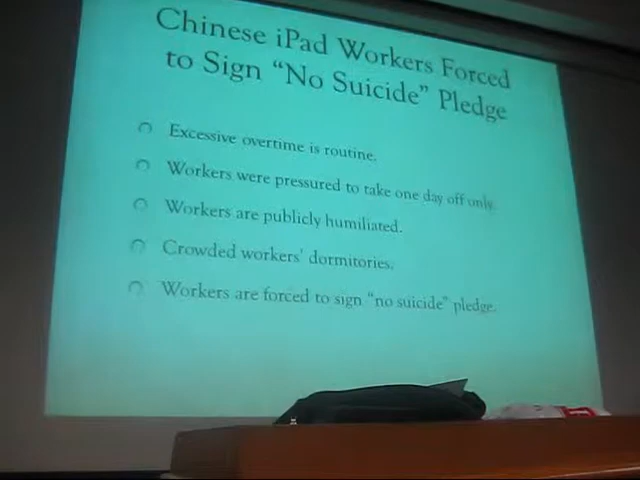 Chinese iPad Workers Forced
to Sign “No Suicide” Pledge
Excessive overtime is routine.
Workers were pressured to take one day off only.
Workers are publicly humiliated.
Crowded workers' dormitories.
Workers are forced to sign “no suicide” pledge.